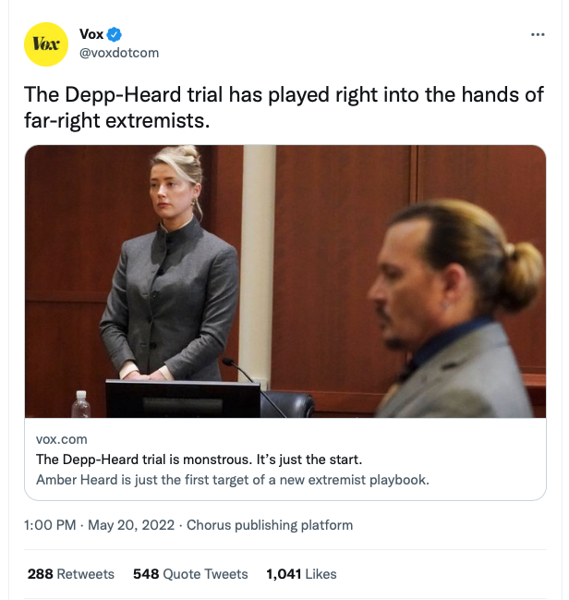 Vox
Vox
@voxdotcom
The Depp-Heard trial has played right into the hands of
far-right extremists.
vox.com
The Depp-Heard trial is monstrous. It's just the start.
Amber Heard is just the first target of a new extremist playbook.
1:00 PM · May 20, 2022 · Chorus publishing platform
288 Retweets 548 Quote Tweets 1,041 Likes